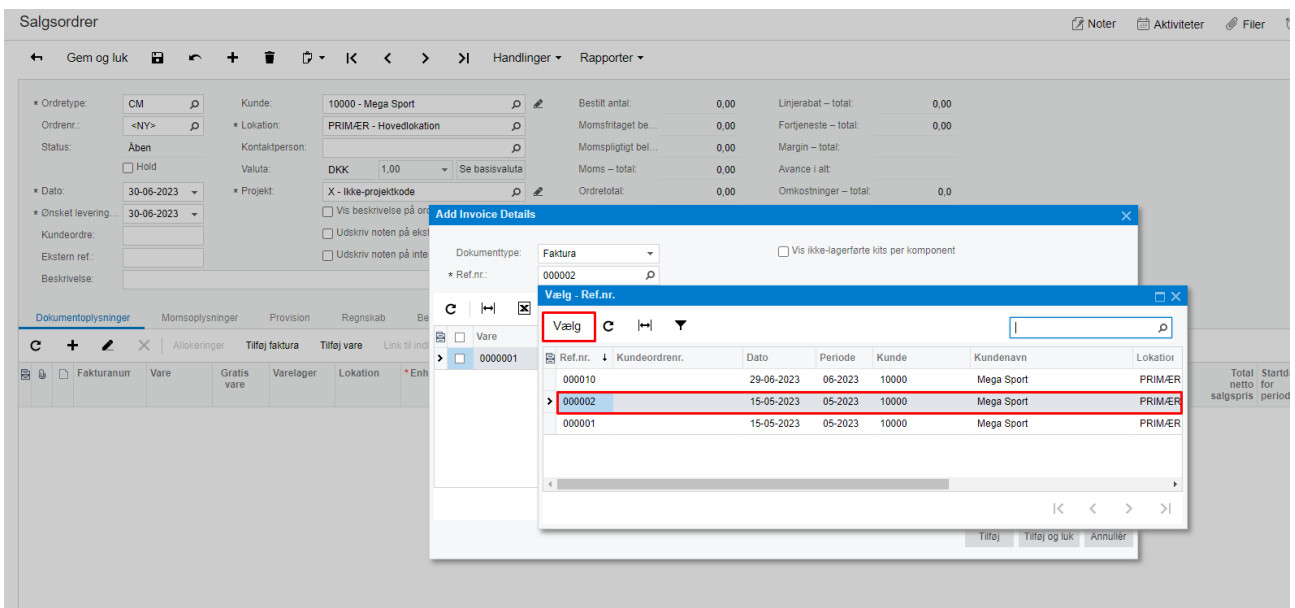 Salgsordrer
Noter Aktiviteter Filer
Gem og luk Handlinger Rapporter
* Ordretype: CM Kunde: 10000 - Mega Sport Bestilt antal: 0,00 Linjerabat – total: 0,00
Ordrenr.: <NY> * Lokation: PRIMÆR - Hovedlokation Momsfritaget be... 0,00 Fortjeneste – total: 0,00
Status: Åben Kontaktperson: Momspligtigt bel... 0,00 Margin – total:
Hold Valuta: DKK 1,00 Se basisvaluta Moms – total: 0,00 Avance i alt:
* Dato: 30-06-2023 * Projekt: X - Ikke-projektkode Ordretotal: 0,00 Omkostninger – total: 0,0
* Ønsket levering... 30-06-2023 Vis beskrivelse på ord
Kundeordre: Udskriv noten på ekst
Ekstern ref.: Udskriv noten på inte
Beskrivelse:
Dokumentoplysninger Momsoplysninger Provision Regnskab Be
Allokeringer Tilføj faktura Tilføj vare Link til indl
Fakturanum Vare Gratis vare Varelager Lokation * Enh
Total netto salgspris Startda for period
Add Invoice Details
Dokumenttype: Faktura Vis ikke-lagerførte kits per komponent
* Ref.nr.: 000002
Vare
0000001
Vælg - Ref.nr.
Vælg
Ref.nr. Kundeordrenr. Dato Periode Kunde Kundenavn Lokation
000010 29-06-2023 06-2023 10000 Mega Sport PRIMÆR
000002 15-05-2023 05-2023 10000 Mega Sport PRIMÆR
000001 15-05-2023 05-2023 10000 Mega Sport PRIMÆR
Tilføj Tilføj og luk Annullér